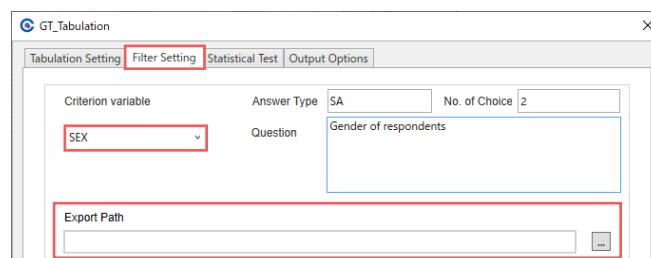 GT_Tabulation
Tabulation Setting Filter Setting Statistical Test Output Options
Criterion variable Answer Type SA No. of Choice 2
SEX Question Gender of respondents
Export Path
...